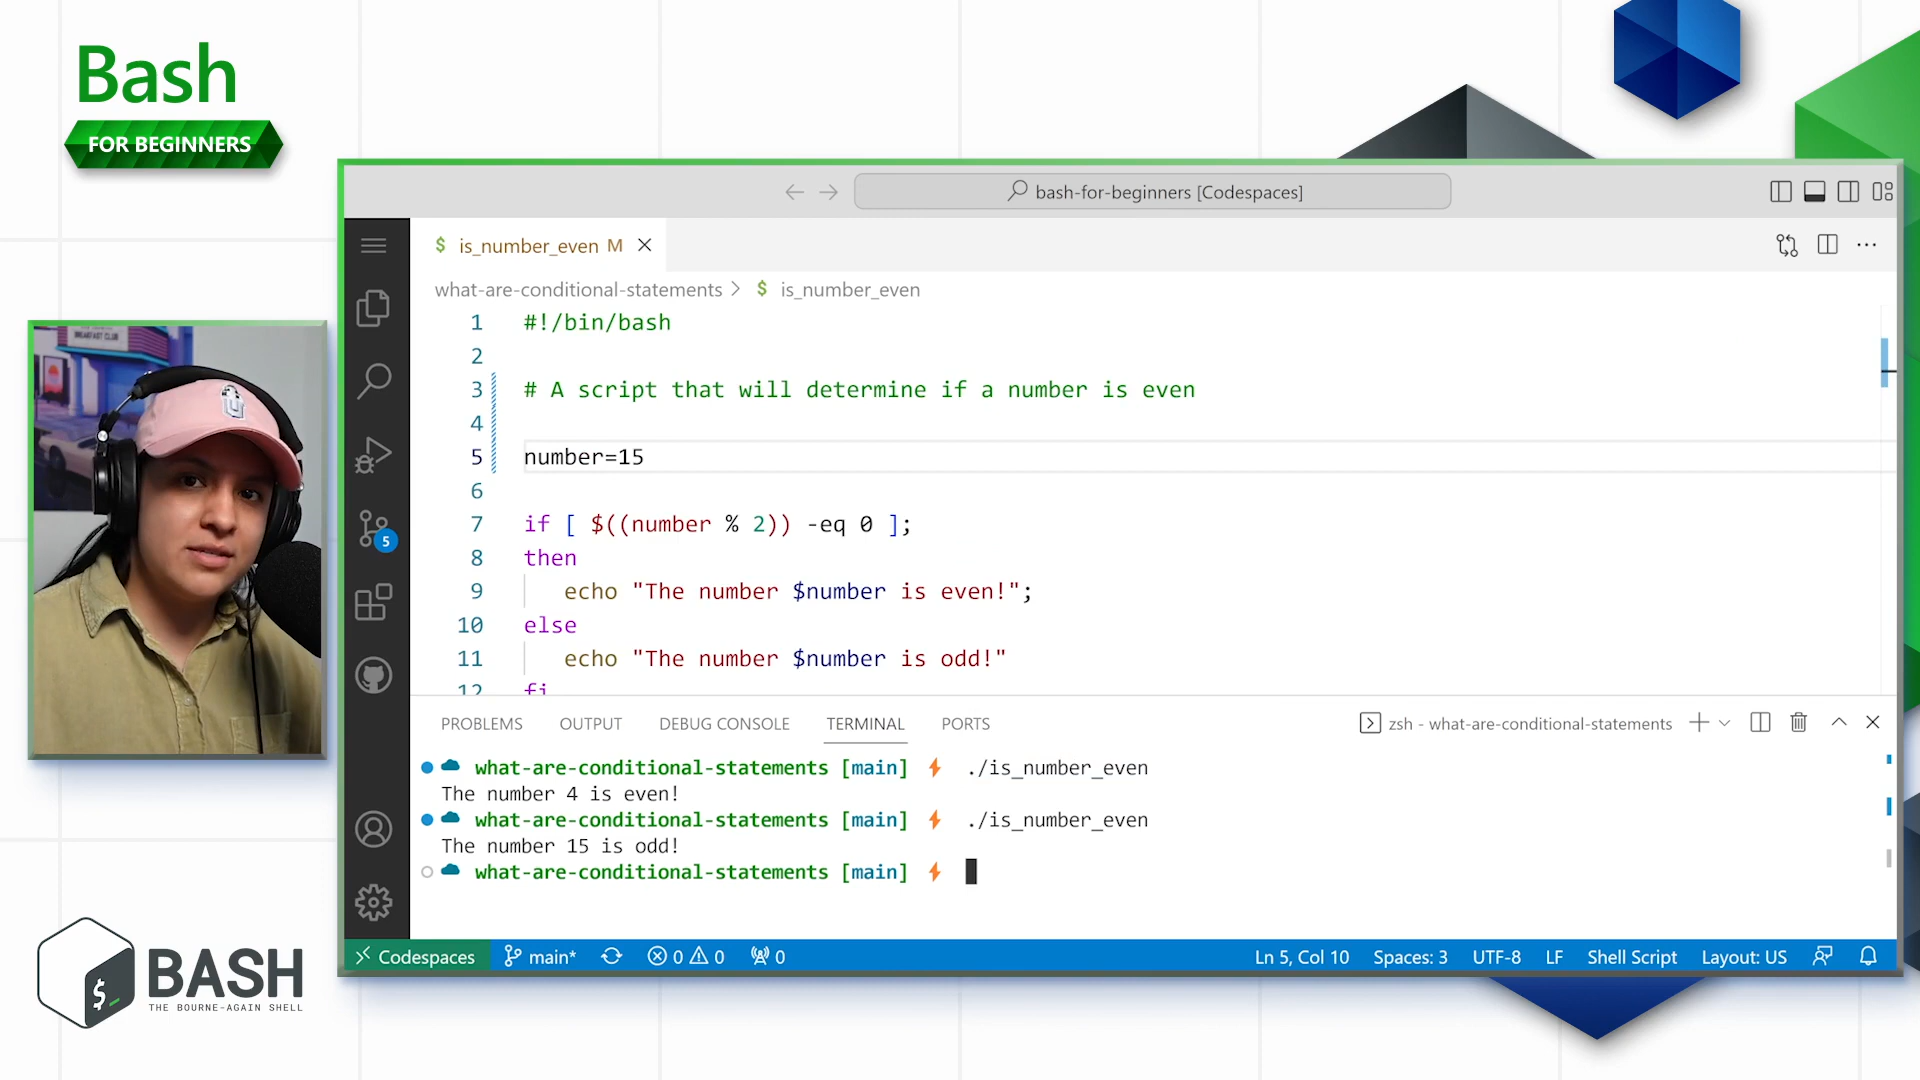 Bash
FOR BEGINNERS
bash-for-beginners [Codespaces]
$ is_number_even M
what-are-conditional-statements > $ is_number_even
1 #!/bin/bash
2
3 # A script that will determine if a number is even
4
5 number=15
6
7 if [ $((number % 2)) -eq 0 ];
8 then
9 echo "The number $number is even!";
10 else
11 echo "The number $number is odd!"
12 fi
5
PROBLEMS OUTPUT DEBUG CONSOLE TERMINAL PORTS zsh - what-are-conditional-statements
what-are-conditional-statements [main] ./is_number_even
The number 4 is even!
what-are-conditional-statements [main] ./is_number_even
The number 15 is odd!
what-are-conditional-statements [main]
Codespaces main* 0 0 0 Ln 5, Col 10 Spaces: 3 UTF-8 LF Shell Script Layout: US
BREAKFAST CLUB
$_
BASH
THE BOURNE-AGAIN SHELL